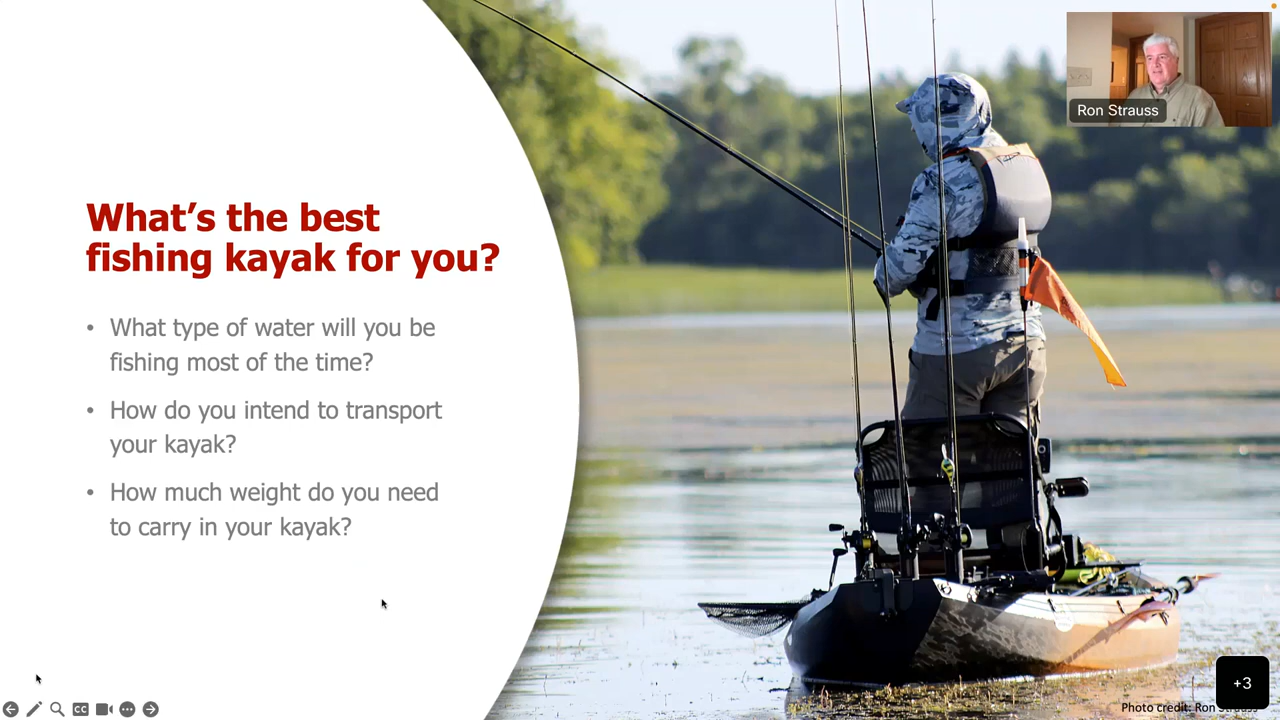 Ron Strauss
What's the best
fishing kayak for you?
• What type of water will you be
fishing most of the time?
• How do you intend to transport
your kayak?
• How much weight do you need
to carry in your kayak?
+3
CC
Photo credit: Ron